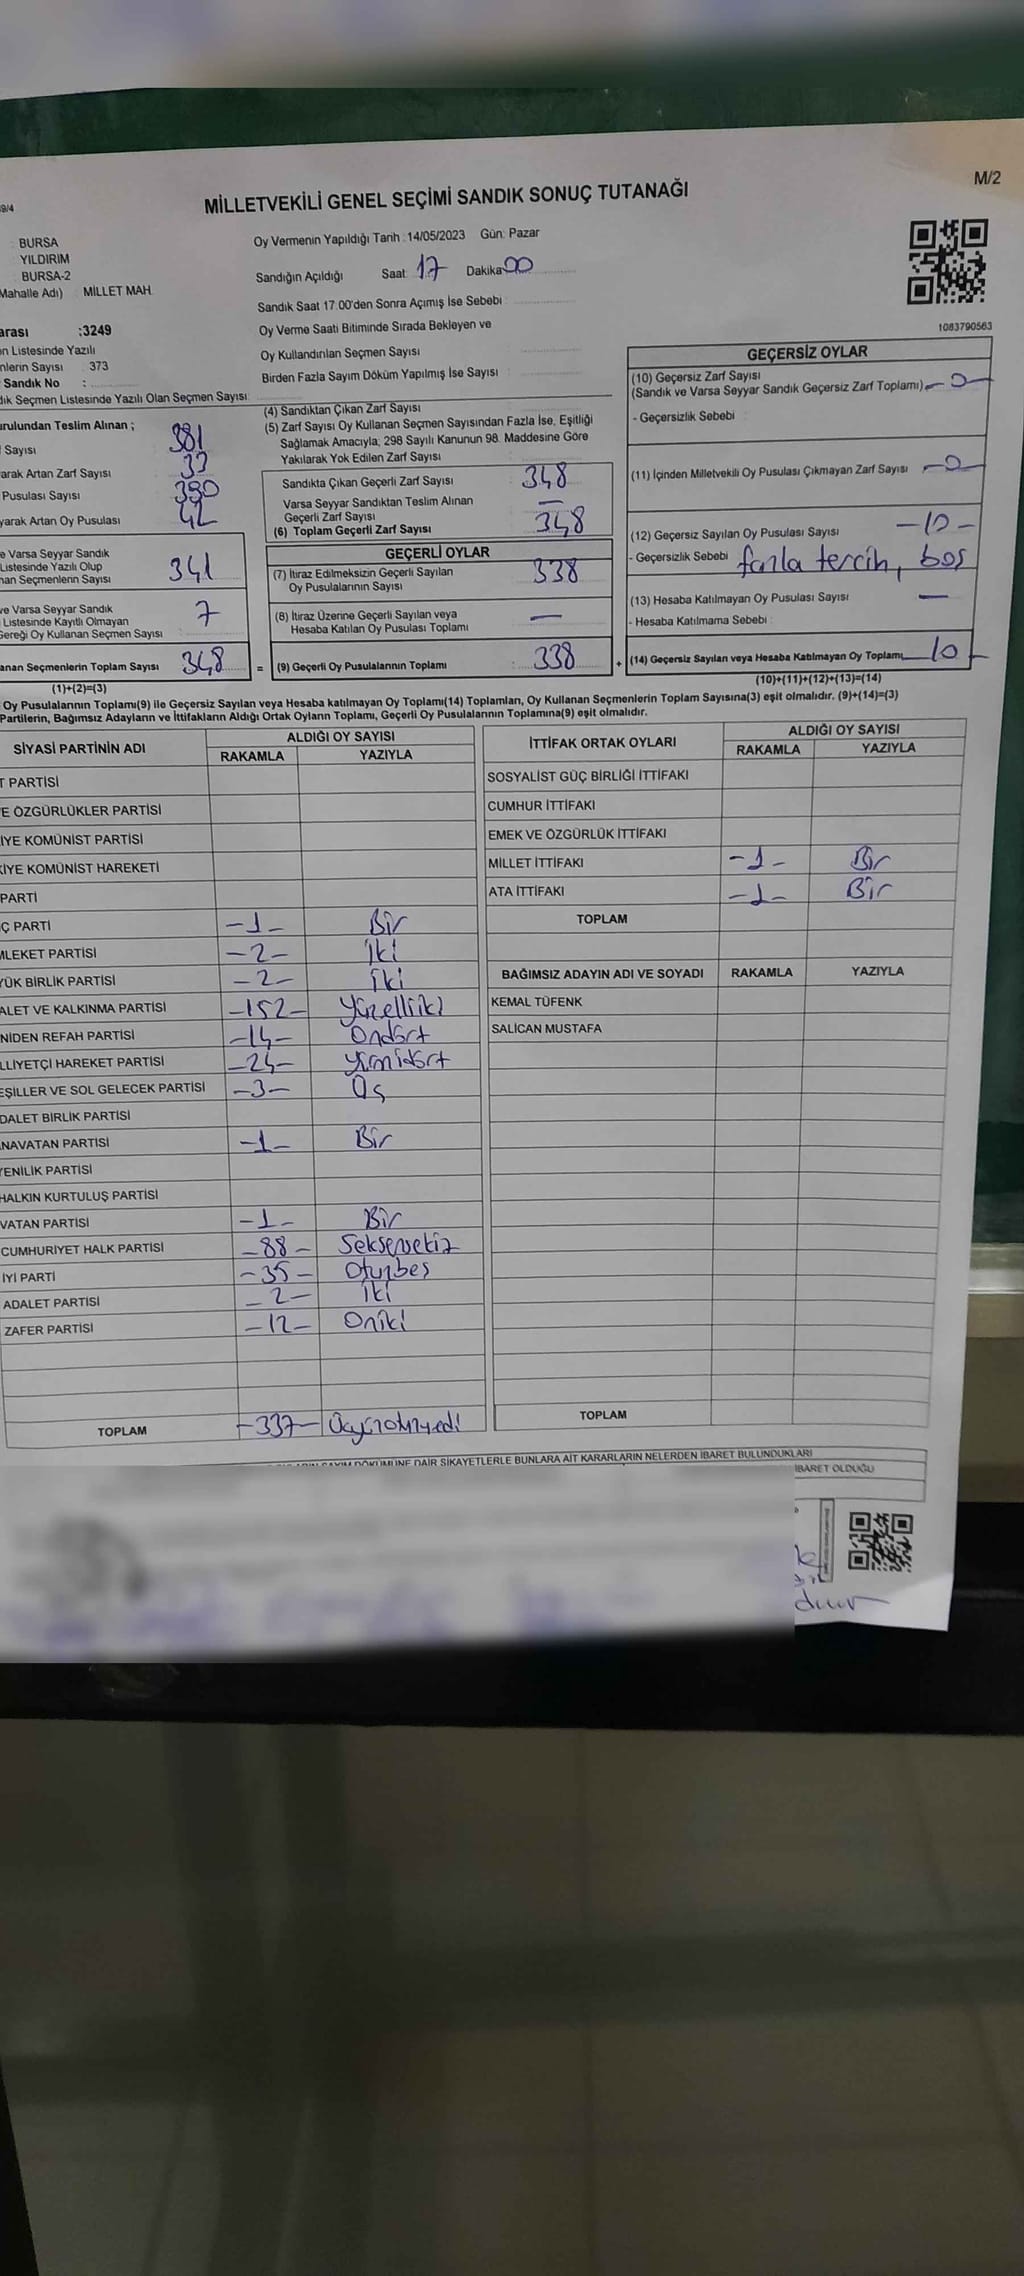 9/4
MİLLETVEKİLİ GENEL SEÇİMİ SANDIK SONUÇ TUTANAĞI
M/2
BURSA
YILDIRIM
BURSA-2
Mahalle Adı) MİLLET MAH.
arası :3249
n Listesinde Yazılı
nlerin Sayısı : 373
Sandık No :
dık Seçmen Listesinde Yazılı Olan Seçmen Sayısı
Oy Vermenin Yapıldığı Tarih : 14/05/2023 Gün: Pazar
Sandığın Açıldığı Saat: 17 Dakika 00
Sandık Saat 17.00'den Sonra Açımış İse Sebebi :
Oy Verme Saati Bitiminde Sırada Bekleyen ve
Oy Kullandırılan Seçmen Sayısı
Birden Fazla Sayım Döküm Yapılmış İse Sayısı :
1083790563
urulundan Teslim Alınan ;
Sayısı 381
arak Artan Zarf Sayısı 33
Pusulası Sayısı 390
yarak Artan Oy Pusulası 42
e Varsa Seyyar Sandık
Listesinde Yazılı Olup
nan Seçmenlerin Sayısı 341
ve Varsa Seyyar Sandık
Listesinde Kayıtlı Olmayan
Gereği Oy Kullanan Seçmen Sayısı 7
anan Seçmenlerin Toplam Sayısı 348 =
(1)+(2)=(3)
(4) Sandıktan Çıkan Zarf Sayısı
(5) Zarf Sayısı Oy Kullanan Seçmen Sayısından Fazla İse, Eşitliği
Sağlamak Amacıyla, 298 Sayılı Kanunun 98. Maddesine Göre
Yakılarak Yok Edilen Zarf Sayısı
Sandıkta Çıkan Geçerli Zarf Sayısı : 348
Varsa Seyyar Sandıktan Teslim Alınan
Geçerli Zarf Sayısı —
(6) Toplam Geçerli Zarf Sayısı 348
GEÇERLİ OYLAR
(7) İtiraz Edilmeksizin Geçerli Sayılan
Oy Pusulalarının Sayısı : 338
(8) İtiraz Üzerine Geçerli Sayılan veya
Hesaba Katılan Oy Pusulası Toplamı —
(9) Geçerli Oy Pusulalarının Toplamı : 338 +
GEÇERSİZ OYLAR
(10) Geçersiz Zarf Sayısı
(Sandık ve Varsa Seyyar Sandık Geçersiz Zarf Toplamı) -0-
- Geçersizlik Sebebi :
(11) İçinden Milletvekili Oy Pusulası Çıkmayan Zarf Sayısı -0-
(12) Geçersiz Sayılan Oy Pusulası Sayısı -10-
- Geçersizlik Sebebi fazla tercih, boş
(13) Hesaba Katılmayan Oy Pusulası Sayısı —
- Hesaba Katılmama Sebebi :
(14) Geçersiz Sayılan veya Hesaba Katılmayan Oy Toplamı -10-
(10)+(11)+(12)+(13)=(14)
Oy Pusulalarının Toplamı(9) ile Geçersiz Sayılan veya Hesaba katılmayan Oy Toplamı(14) Toplamları, Oy Kullanan Seçmenlerin Toplam Sayısına(3) eşit olmalıdır. (9)+(14)=(3)
Partilerin, Bağımsız Adayların ve İttifakların Aldığı Ortak Oyların Toplamı, Geçerli Oy Pusulalarının Toplamına(9) eşit olmalıdır.
SİYASİ PARTİNİN ADI ALDIĞI OY SAYISI
RAKAMLA YAZIYLA
T PARTİSİ
E ÖZGÜRLÜKLER PARTİSİ
İYE KOMÜNİST PARTİSİ
KİYE KOMÜNİST HAREKETİ
PARTİ
Ç PARTİ -1- Bir
MLEKET PARTİSİ -2- İki
YÜK BİRLİK PARTİSİ -2- İki
ALET VE KALKINMA PARTİSİ -152- Yüzelliiki
NİDEN REFAH PARTİSİ -14- Ondört
LLİYETÇİ HAREKET PARTİSİ -24- Yirmidört
EŞİLLER VE SOL GELECEK PARTİSİ -3- Üç
DALET BİRLİK PARTİSİ
NAVATAN PARTİSİ -1- Bir
YENİLİK PARTİSİ
HALKIN KURTULUŞ PARTİSİ
VATAN PARTİSİ -1- Bir
CUMHURİYET HALK PARTİSİ -88- Seksensekiz
İYİ PARTİ -35- Otuzbeş
ADALET PARTİSİ -2- İki
ZAFER PARTİSİ -12- Oniki
TOPLAM -337- Üçyüzotuzyedi
İTTİFAK ORTAK OYLARI ALDIĞI OY SAYISI
RAKAMLA YAZIYLA
SOSYALİST GÜÇ BİRLİĞİ İTTİFAKI
CUMHUR İTTİFAKI
EMEK VE ÖZGÜRLÜK İTTİFAKI
MİLLET İTTİFAKI -1- Bir
ATA İTTİFAKI -1- Bir
TOPLAM
BAĞIMSIZ ADAYIN ADI VE SOYADI RAKAMLA YAZIYLA
KEMAL TÜFENK
SALİCAN MUSTAFA
TOPLAM
SAYIM DÖKÜMÜNE DAİR ŞİKAYETLERLE BUNLARA AİT KARARLARIN NELERDEN İBARET BULUNDUKLARI
İBARET OLDUĞU